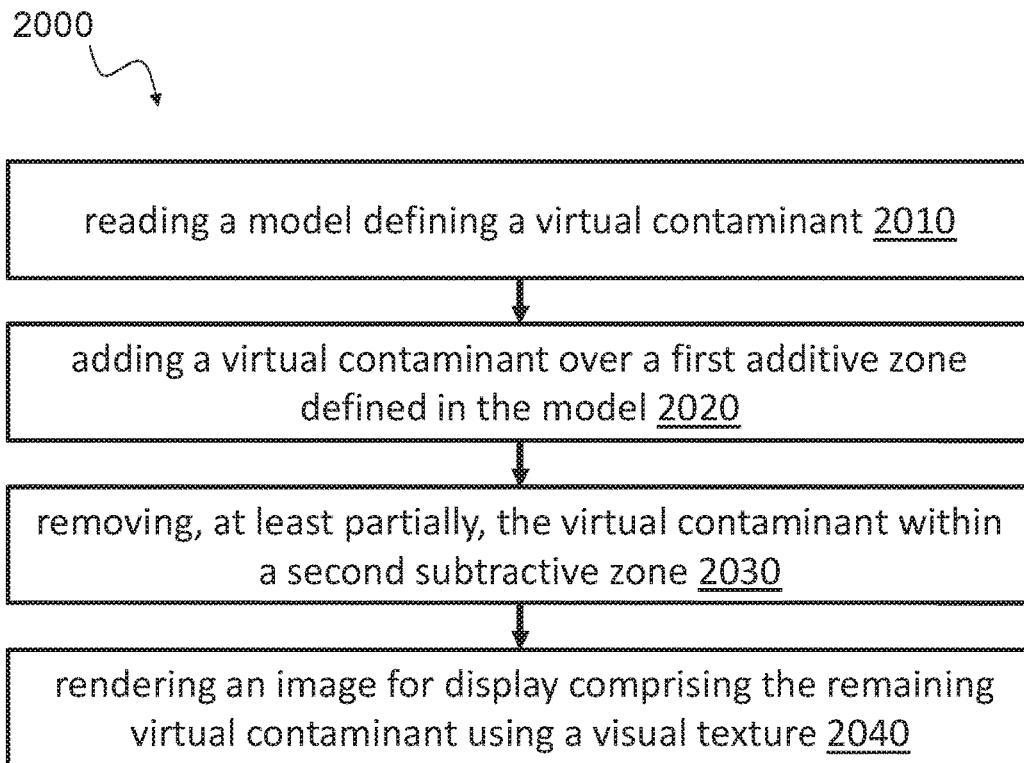 2000
reading a model defining a virtual contaminant 2010
adding a virtual contaminant over a first additive zone
defined in the model 2020
removing, at least partially, the virtual contaminant within
a second subtractive zone 2030
rendering an image for display comprising the remaining
virtual contaminant using a visual texture 2040